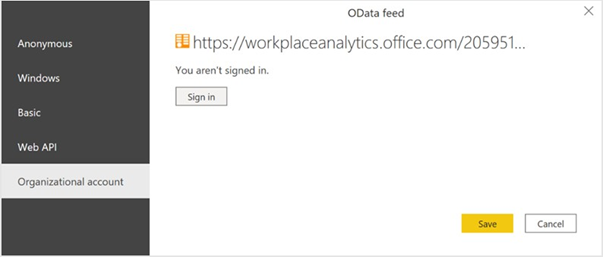 OData feed
Anonymous
Windows
Basic
Web API
Organizational account
https://workplaceanalytics.office.com/205951...
You aren't signed in.
Sign in
Save
Cancel